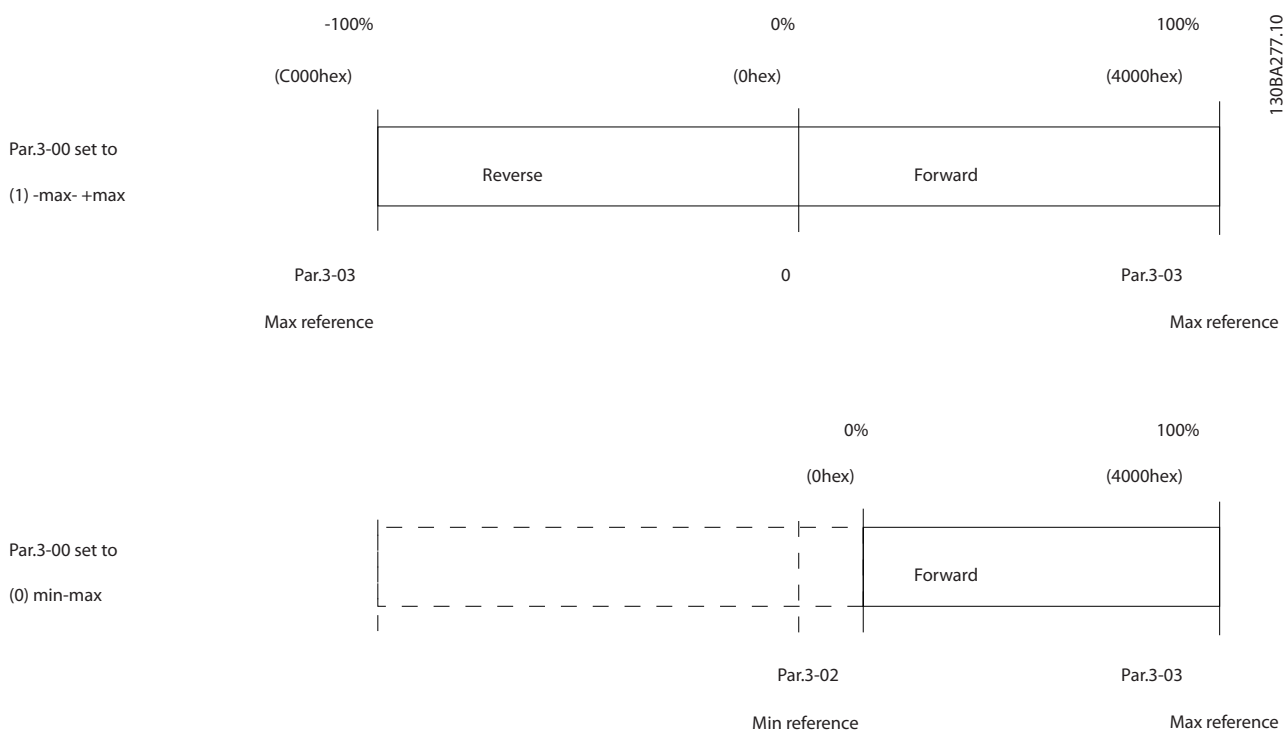 -100% 0% 100%
(C000hex) (0hex) (4000hex)
130BA277.10
Par.3-00 set to
(1) -max- +max
Reverse Forward
Par.3-03 0 Par.3-03
Max reference Max reference
0% 100%
(0hex) (4000hex)
Par.3-00 set to
(0) min-max
Forward
Par.3-02 Par.3-03
Min reference Max reference